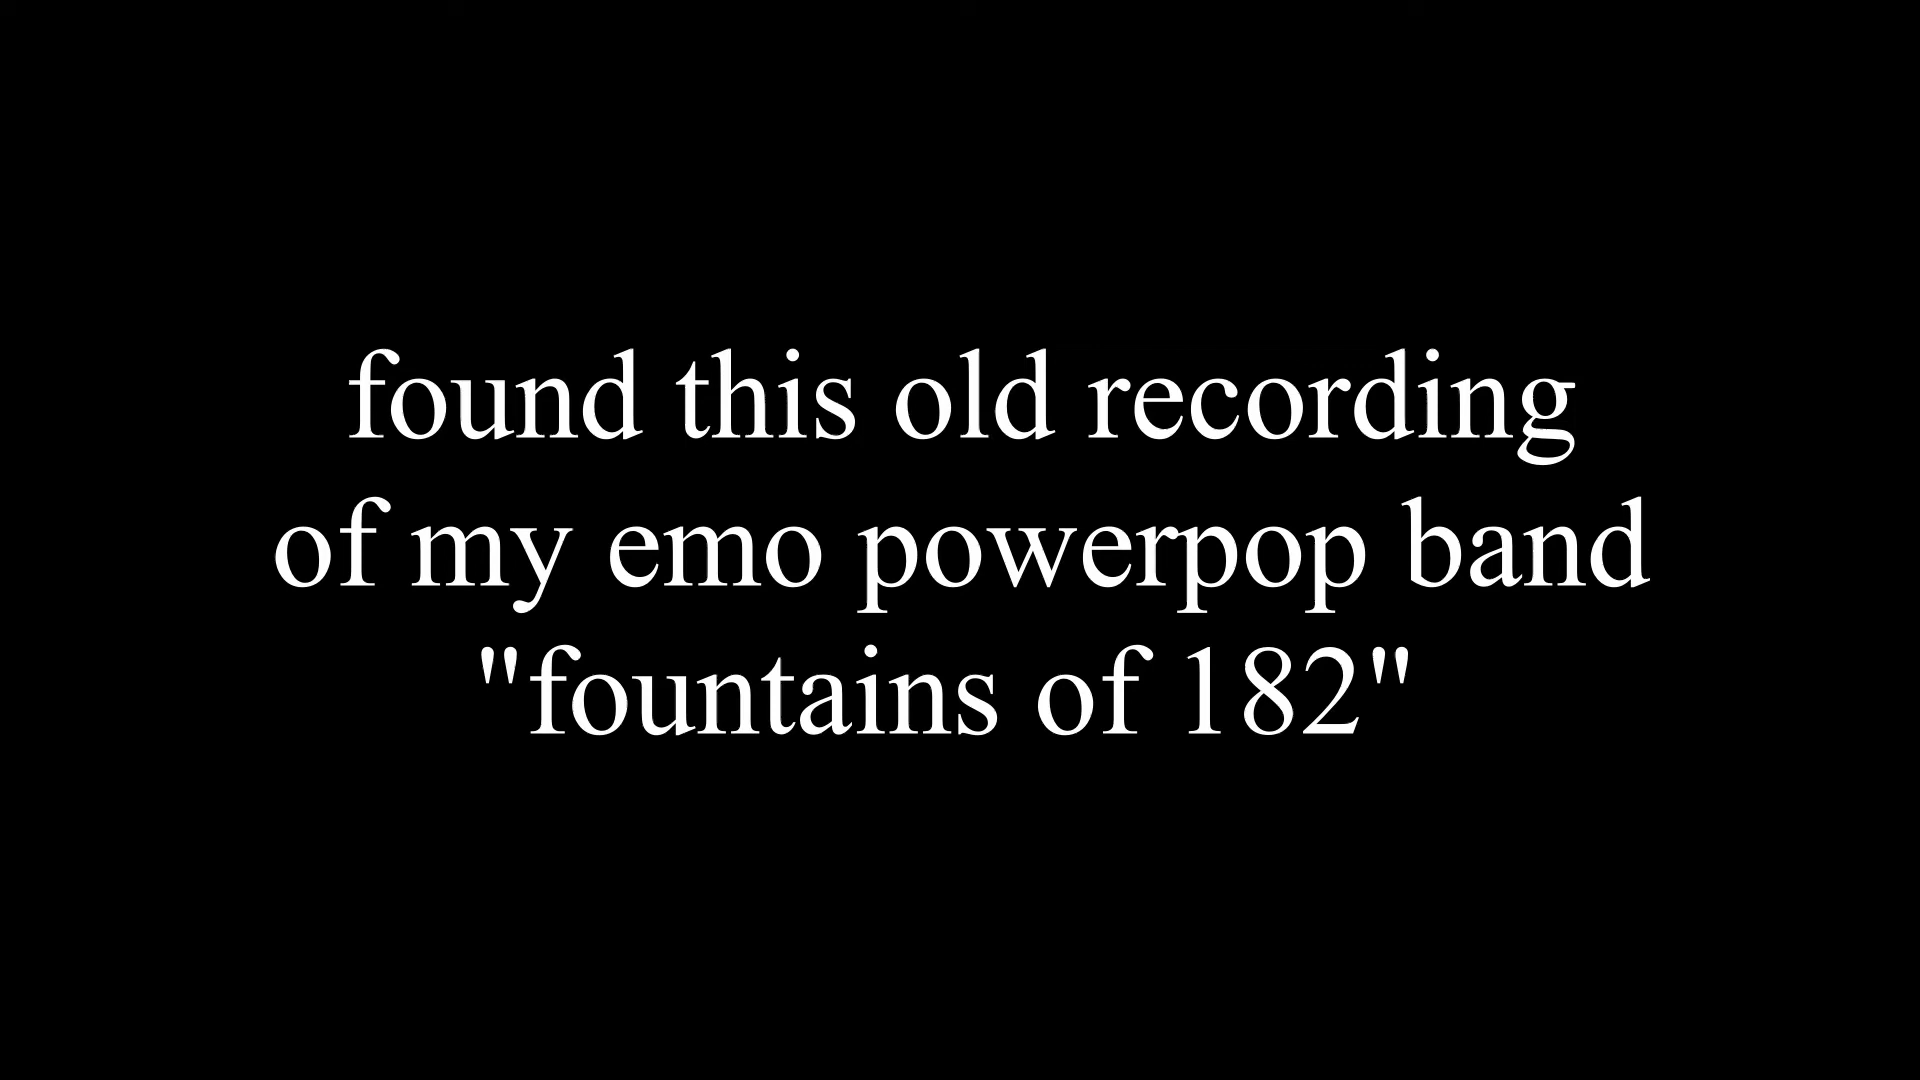 found this old recording
of my emo powerpop band
"fountains of 182"